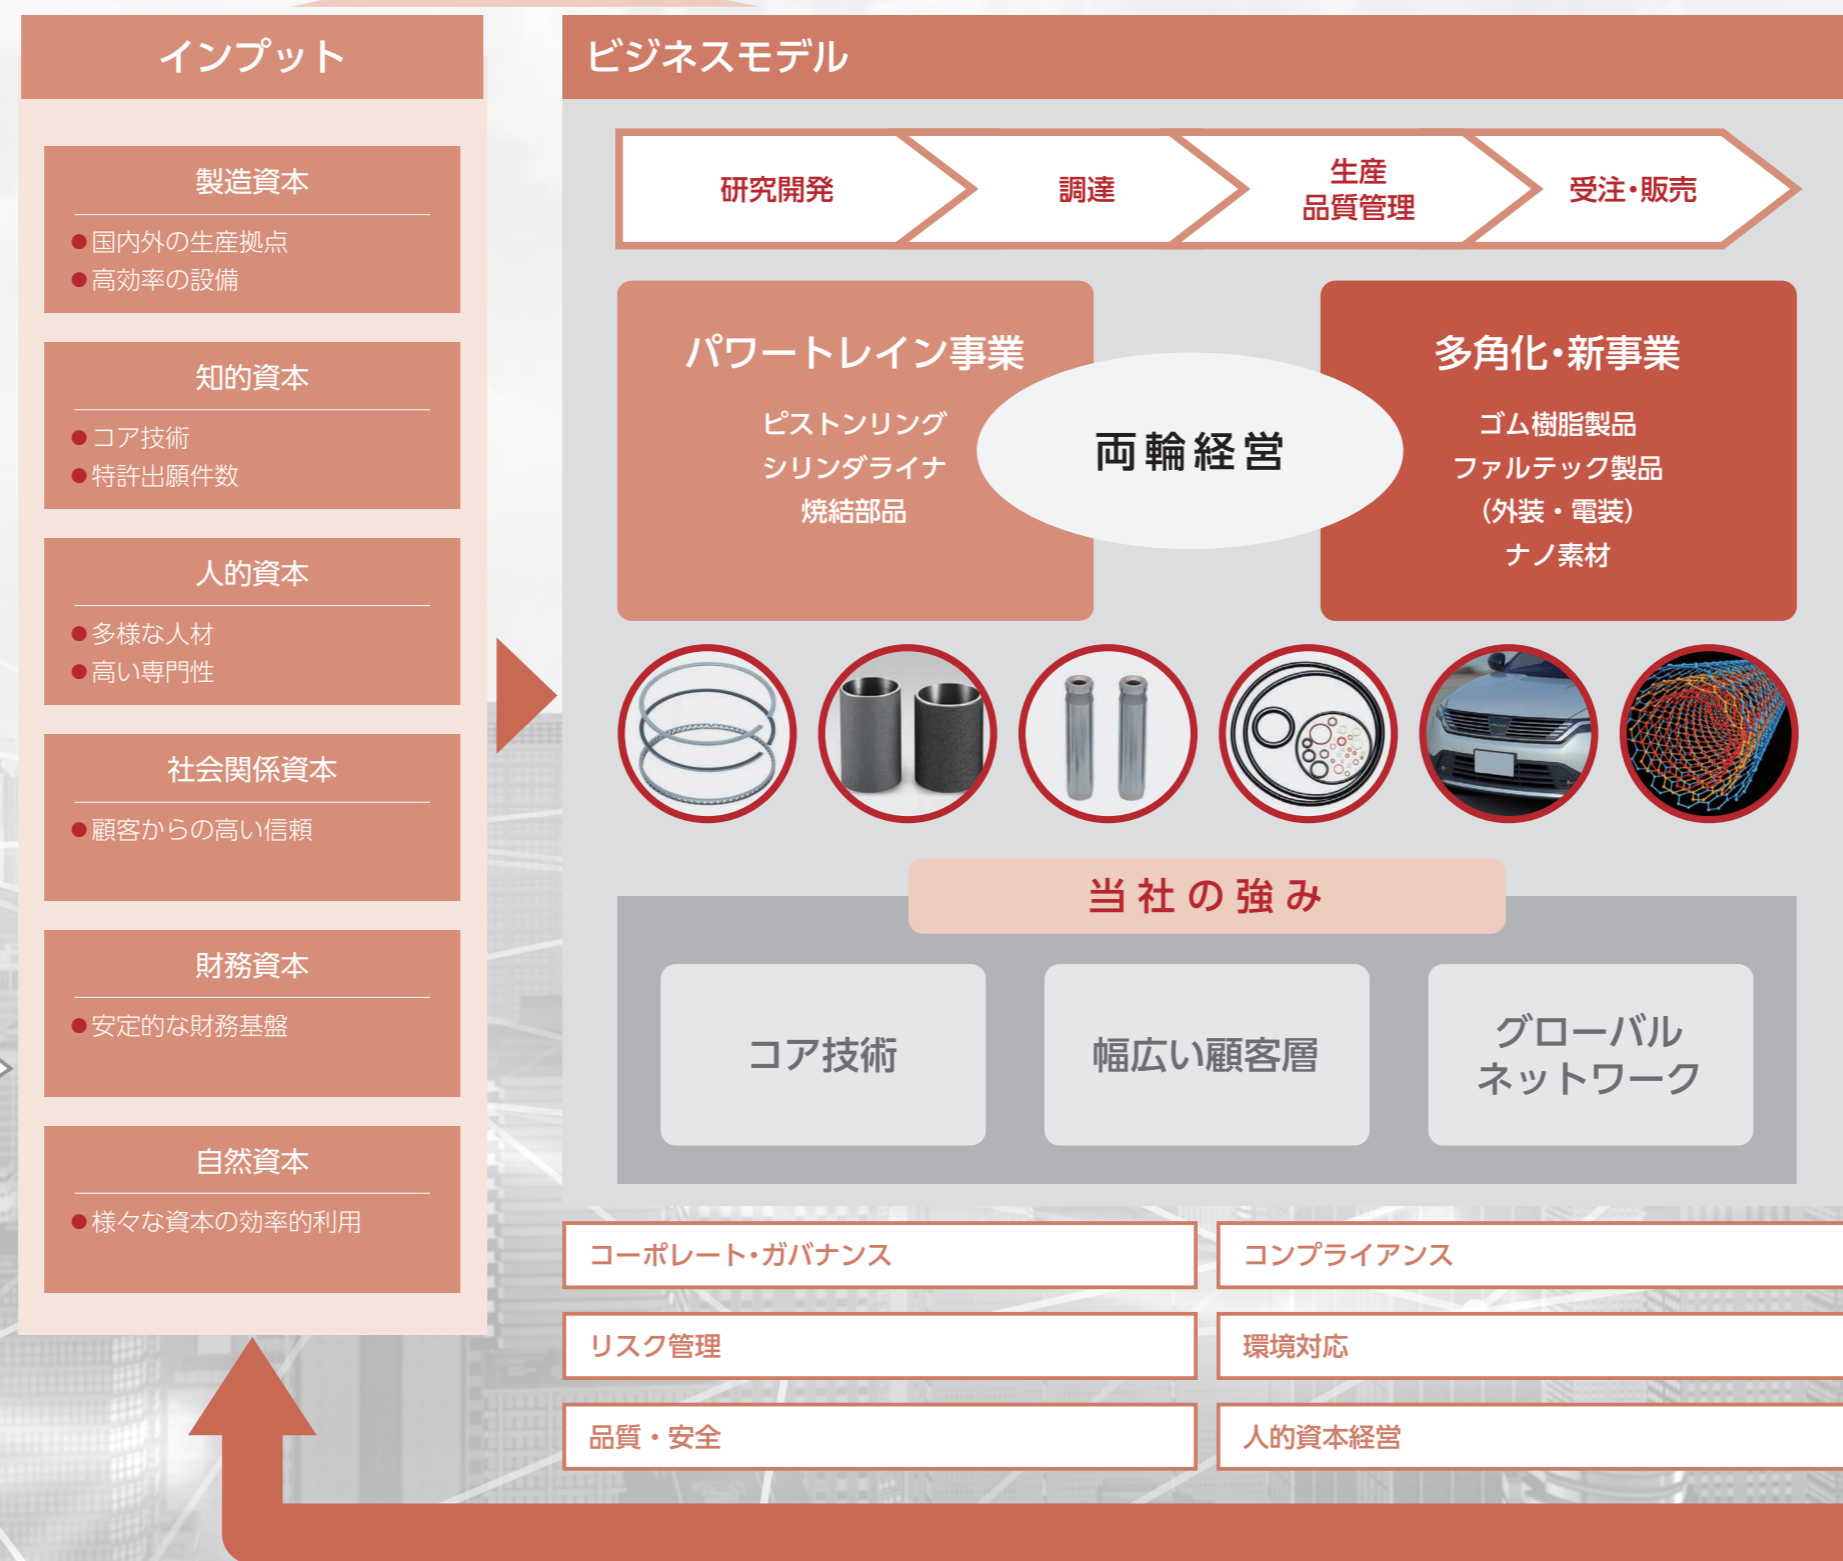 インプット
製造資本
●国内外の生産拠点
●高効率の設備
知的資本
●コア技術
●特許出願件数
人的資本
●多様な人材
●高い専門性
社会関係資本
●顧客からの高い信頼
財務資本
●安定的な財務基盤
自然資本
●様々な資本の効率的利用
ビジネスモデル
研究開発
調達
生産
品質管理
受注・販売
パワートレイン事業
ピストンリング
シリンダライナ
焼結部品
両輪経営
多角化・新事業
ゴム樹脂製品
ファルテック製品
（外装・電装）
ナノ素材
当社の強み
コア技術
幅広い顧客層
グローバル
ネットワーク
コーポレート・ガバナンス
コンプライアンス
リスク管理
環境対応
品質・安全
人的資本経営